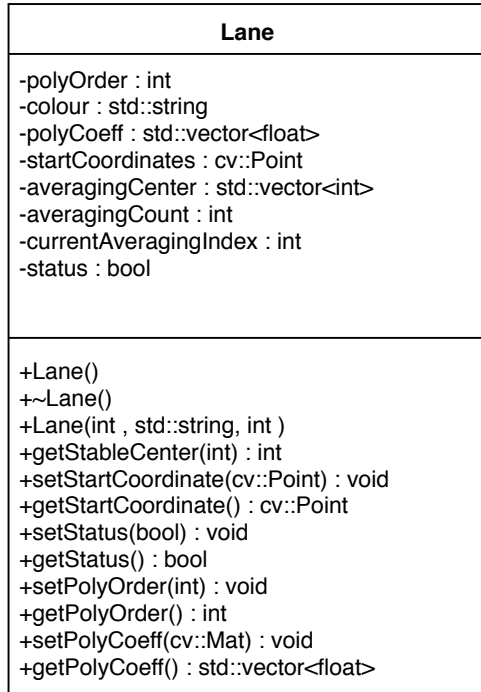 Lane
-polyOrder : int
-colour : std::string
-polyCoeff : std::vector<float>
-startCoordinates : cv::Point
-averagingCenter : std::vector<int>
-averagingCount : int
-currentAveragingIndex : int
-status : bool
+Lane()
+~Lane()
+Lane(int , std::string, int )
+getStableCenter(int) : int
+setStartCoordinate(cv::Point) : void
+getStartCoordinate() : cv::Point
+setStatus(bool) : void
+getStatus() : bool
+setPolyOrder(int) : void
+getPolyOrder() : int
+setPolyCoeff(cv::Mat) : void
+getPolyCoeff() : std::vector<float>